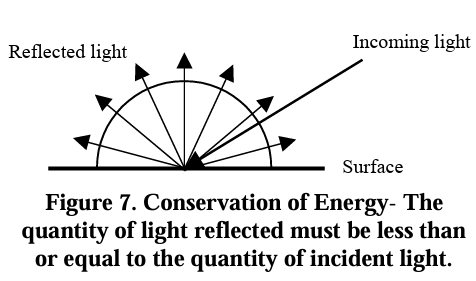 Incoming light
Reflected light
Surface
Figure 7. Conservation of Energy- The
quantity of light reflected must be less than
or equal to the quantity of incident light.